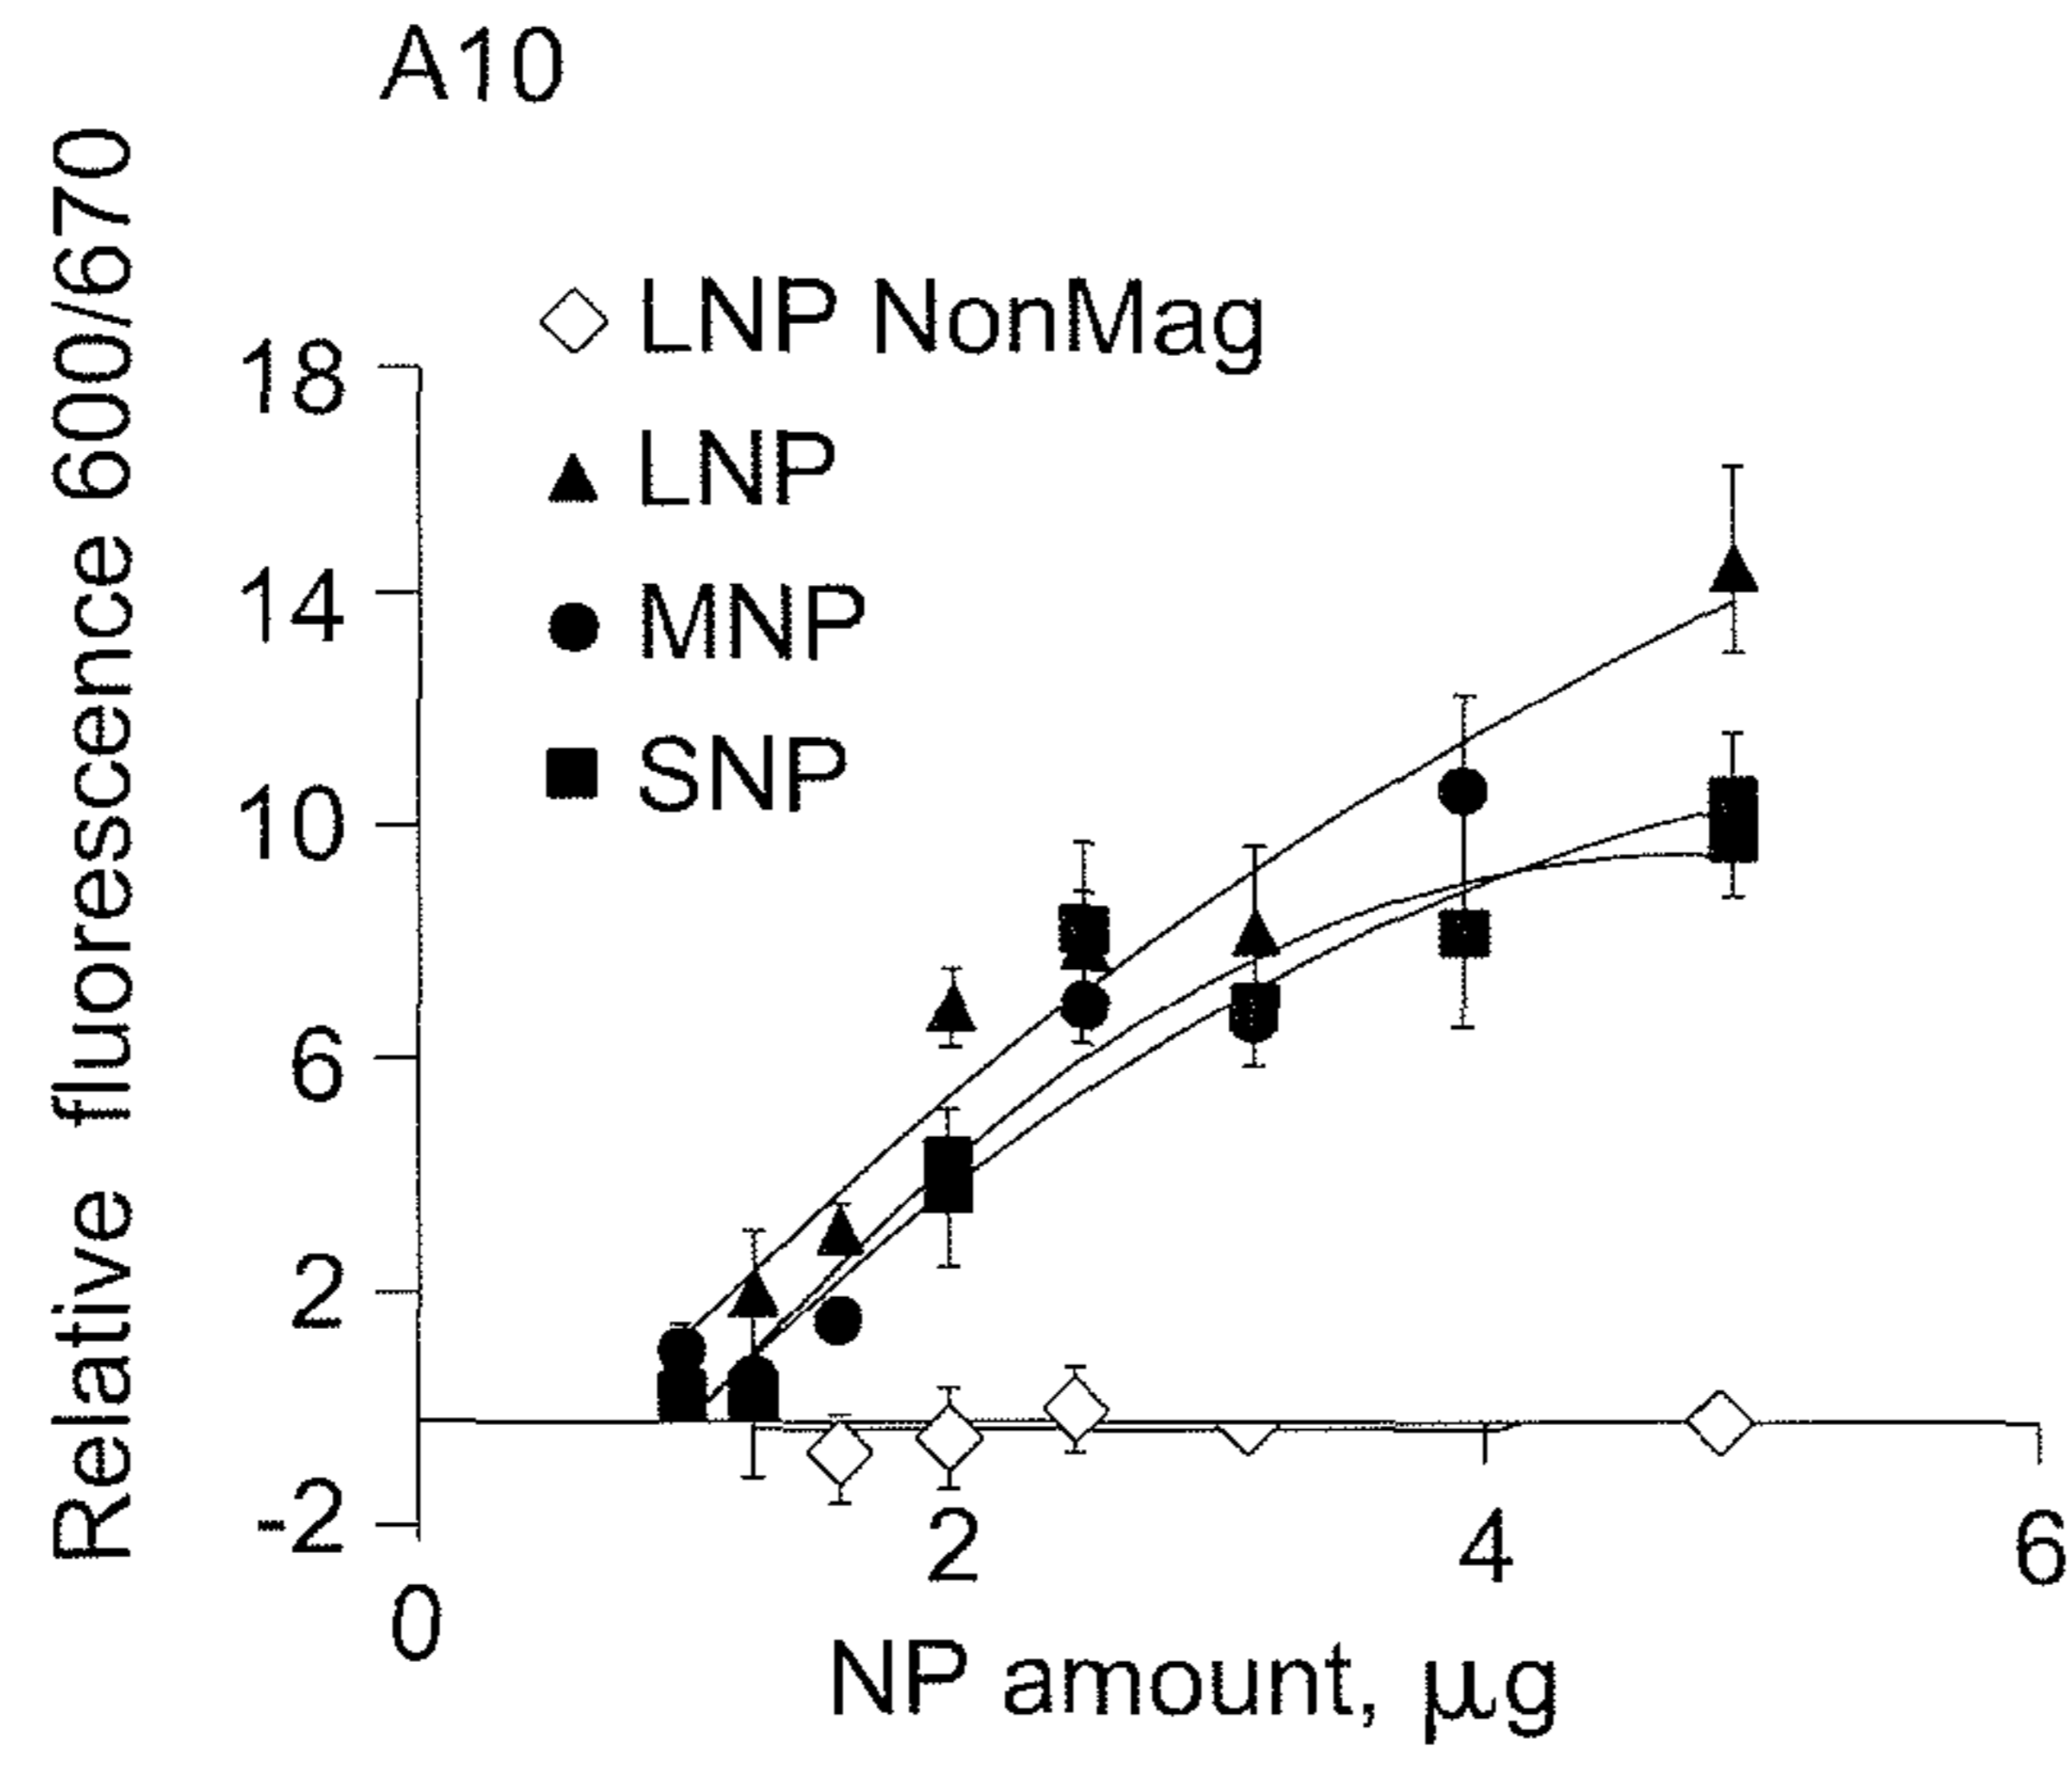 A10
Relative fluorescence 600/670
LNP NonMag
LNP
MNP
SNP
18
14
10
6
2
-2
0
2
4
6
NP amount, µg